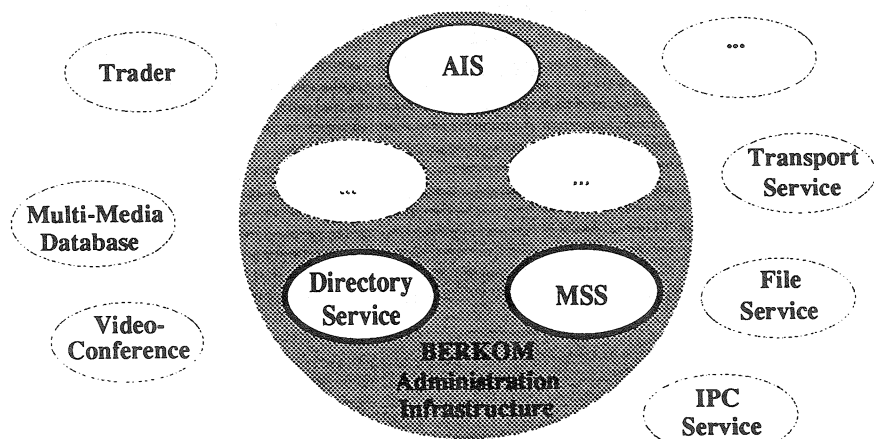 Trader
AIS
...
...
...
Transport
Service
Multi-Media
Database
Directory
Service
MSS
File
Service
Video-
Conference
BERKOM
Administration
Infrastructure
IPC
Service